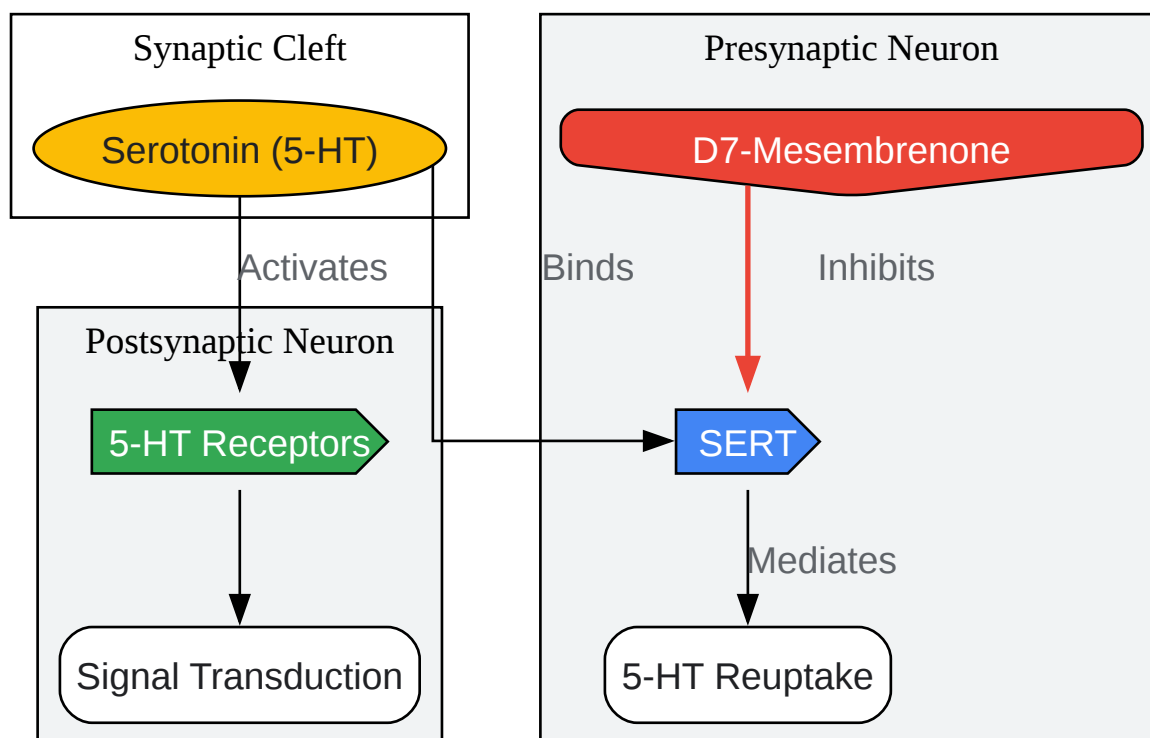 Synaptic Cleft
Presynaptic Neuron
Serotonin (5-HT)
D7-Mesembrenone
Activates
Binds
Inhibits
Postsynaptic Neuron
5-HT Receptors
SERT
Mediates
Signal Transduction
5-HT Reuptake